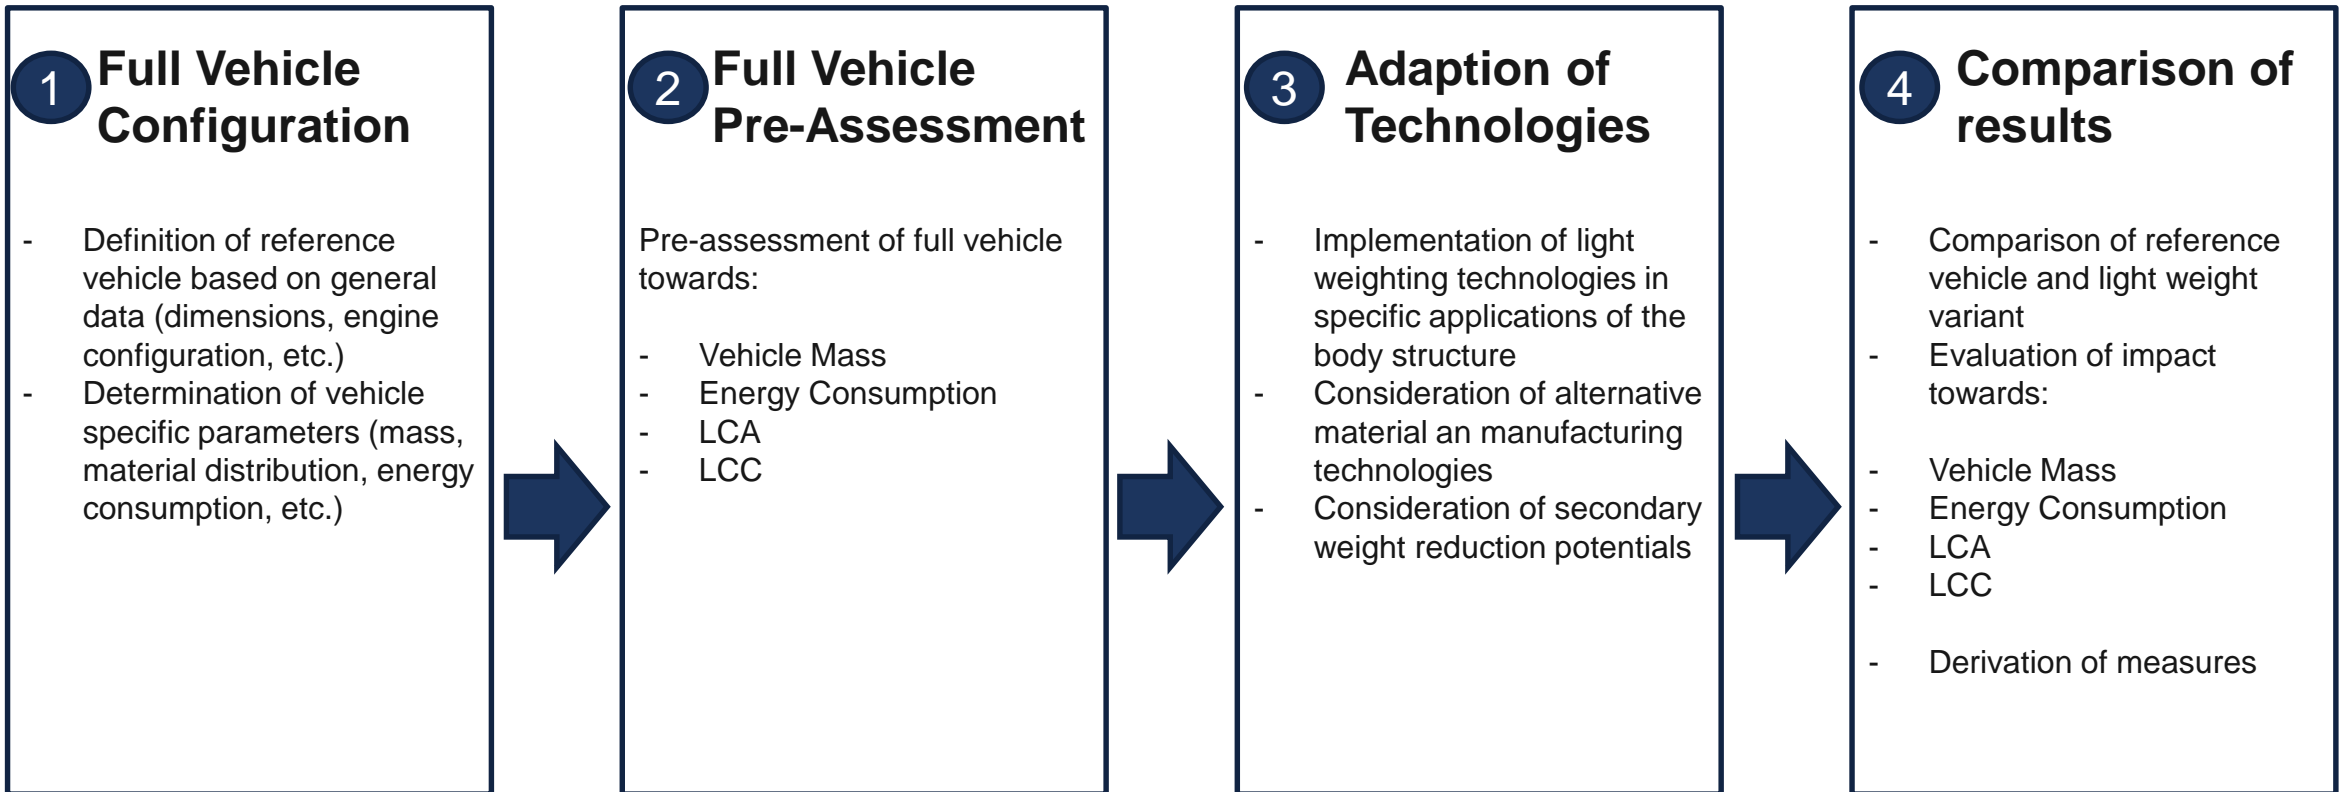 1
Full Vehicle
Configuration
- Definition of reference
vehicle based on general
data (dimensions, engine
configuration, etc.)
- Determination of vehicle
specific parameters (mass,
material distribution, energy
consumption, etc.)
2
Full Vehicle
Pre-Assessment
Pre-assessment of full vehicle
towards:
- Vehicle Mass
- Energy Consumption
- LCA
- LCC
3
Adaption of
Technologies
- Implementation of light
weighting technologies in
specific applications of the
body structure
- Consideration of alternative
material an manufacturing
technologies
- Consideration of secondary
weight reduction potentials
4
Comparison of
results
- Comparison of reference
vehicle and light weight
variant
- Evaluation of impact
towards:
- Vehicle Mass
- Energy Consumption
- LCA
- LCC
- Derivation of measures